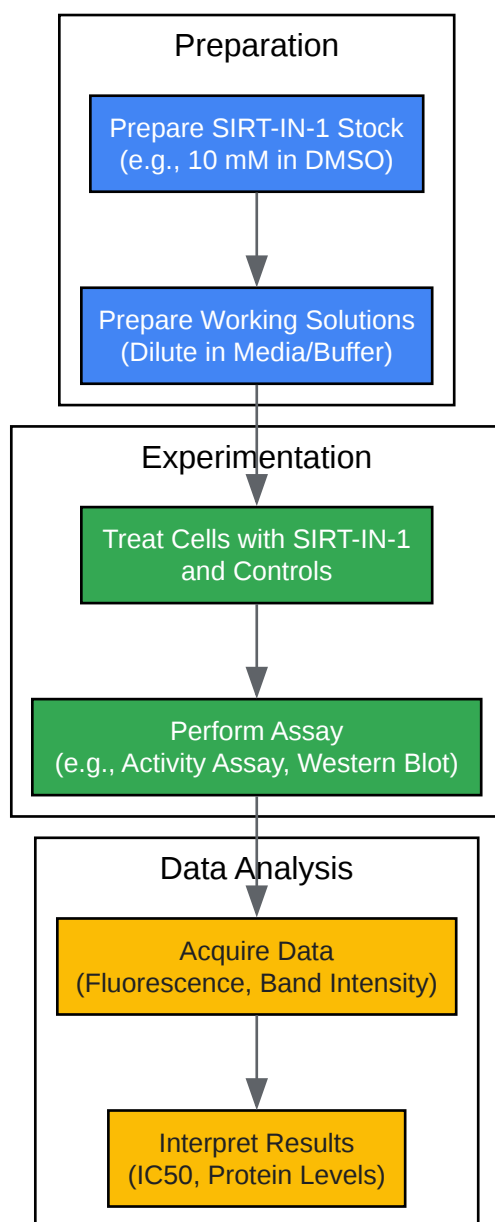 Preparation
Prepare SIRT-IN-1 Stock
(e.g., 10 mM in DMSO)
Prepare Working Solutions
(Dilute in Media/Buffer)
Experimentation
Treat Cells with SIRT-IN-1
and Controls
Perform Assay
(e.g., Activity Assay, Western Blot)
Data Analysis
Acquire Data
(Fluorescence, Band Intensity)
Interpret Results
(IC50, Protein Levels)